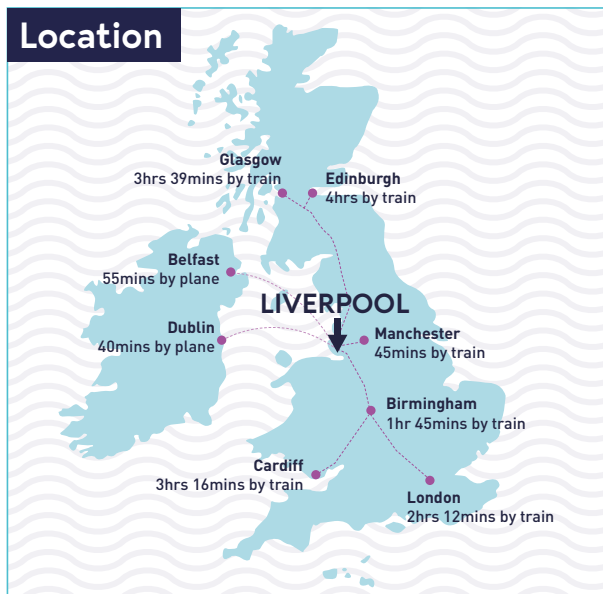 Location
Glasgow
3hrs 39mins by train
Edinburgh
4hrs by train
Belfast
55mins by plane
LIVERPOOL
Dublin
40mins by plane
Manchester
45mins by train
Birmingham
1hr 45mins by train
Cardiff
3hrs 16mins by train
London
2hrs 12mins by train